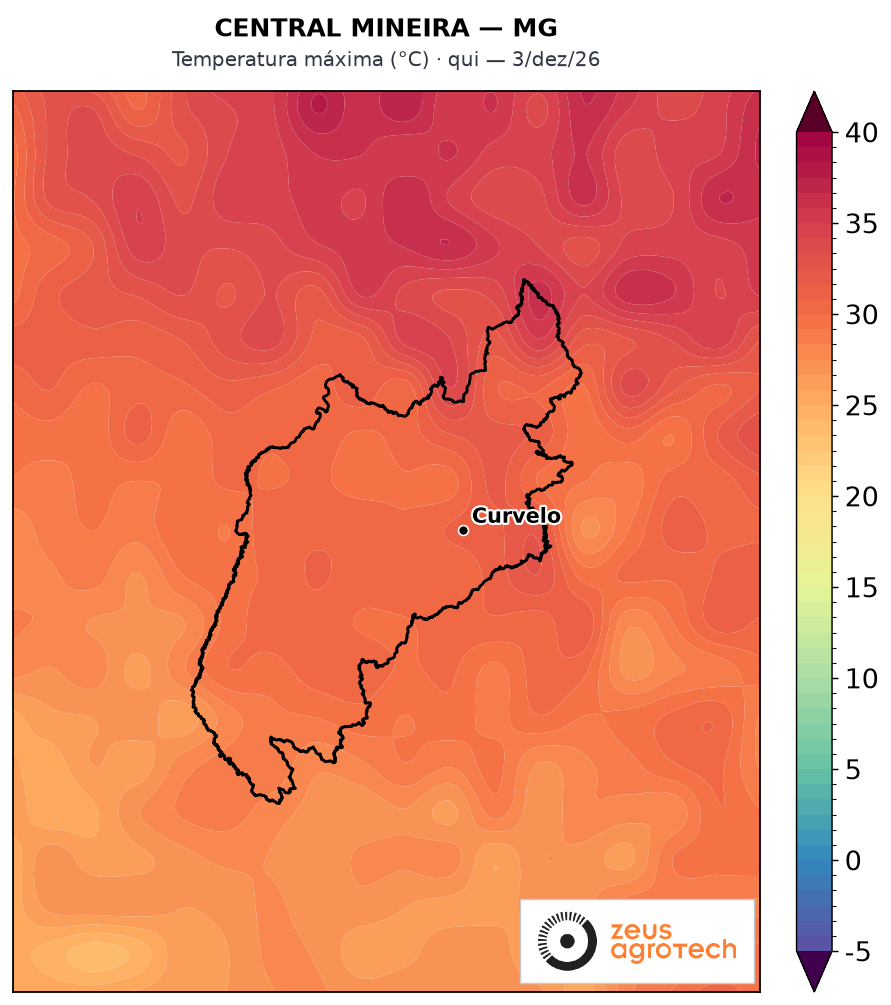 CENTRAL MINEIRA — MG
Temperatura máxima (°C) · qui — 3/dez/26
40
35
30
25
20
15
10
5
0
-5
Curvelo
zeus
agrotech